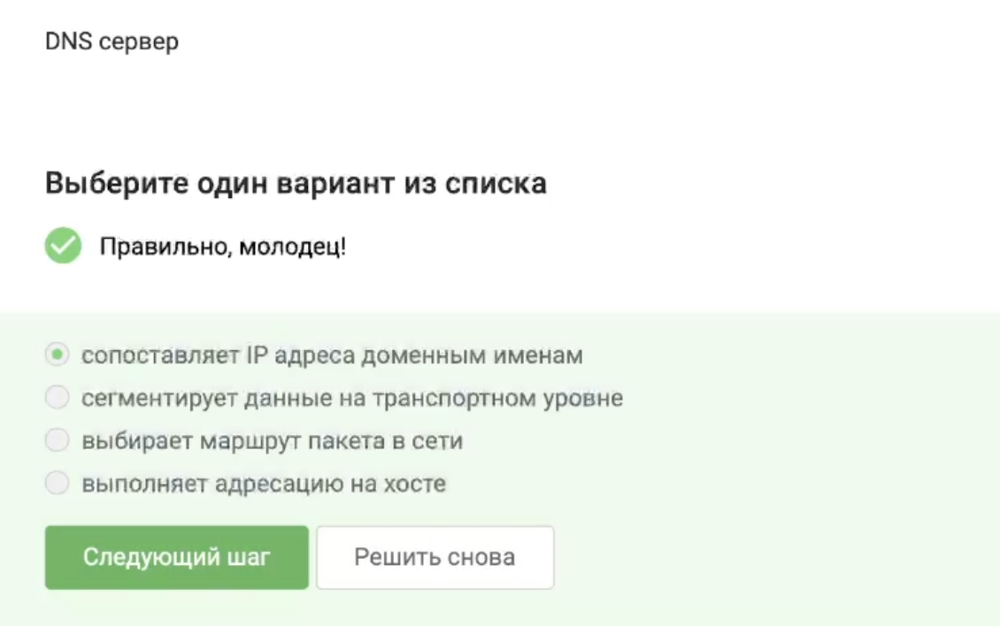 DNS сервер
Выберите один вариант из списка
Правильно, молодец!
сопоставляет IP адреса доменным именам
сегментирует данные на транспортном уровне
выбирает маршрут пакета в сети
выполняет адресацию на хосте
Следующий шаг
Решить снова